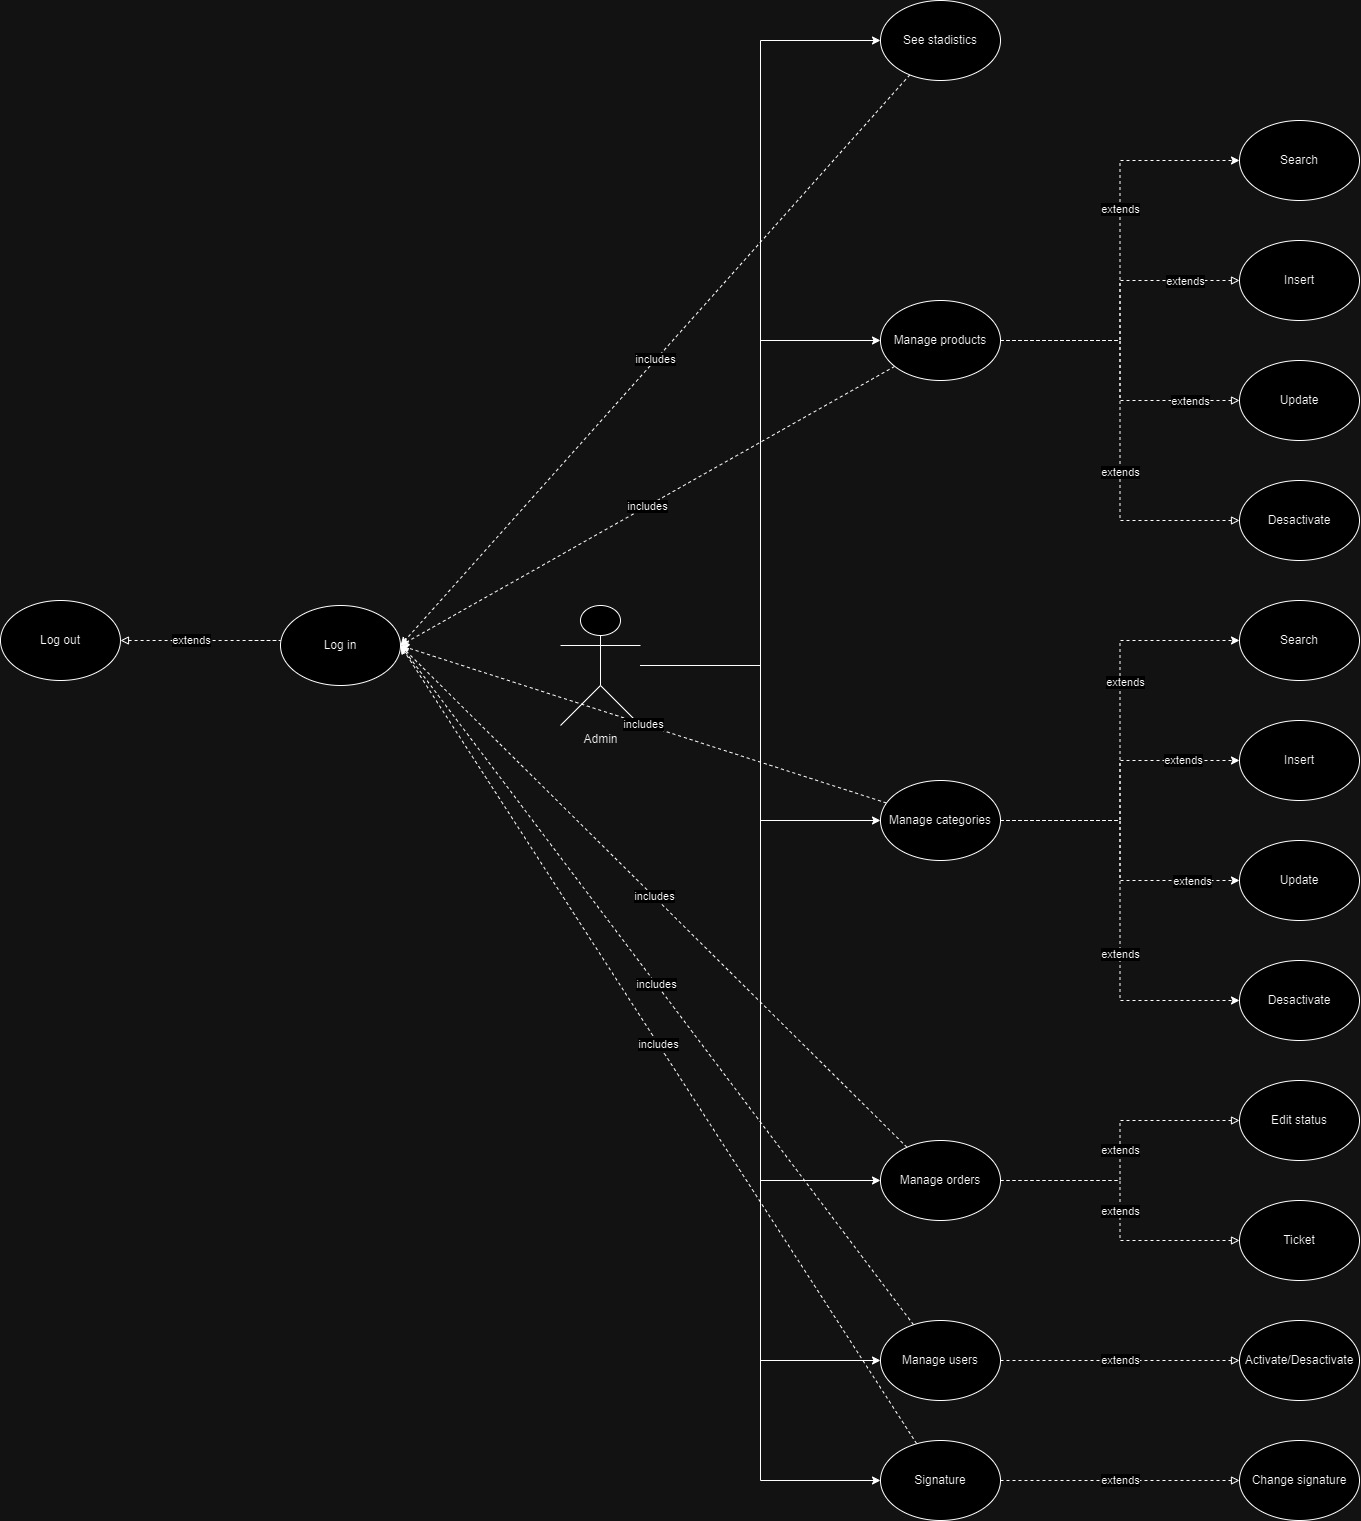 See stadistics
Search
extends
Insert
extends
Manage products
includes
Update
extends
extends
includes
Desactivate
Log out
extends
Log in
Search
extends
includes
Admin
Insert
extends
Manage categories
Update
extends
includes
extends
includes
Desactivate
includes
Edit status
extends
Manage orders
extends
Ticket
Manage users
extends
Activate/Desactivate
Signature
extends
Change signature